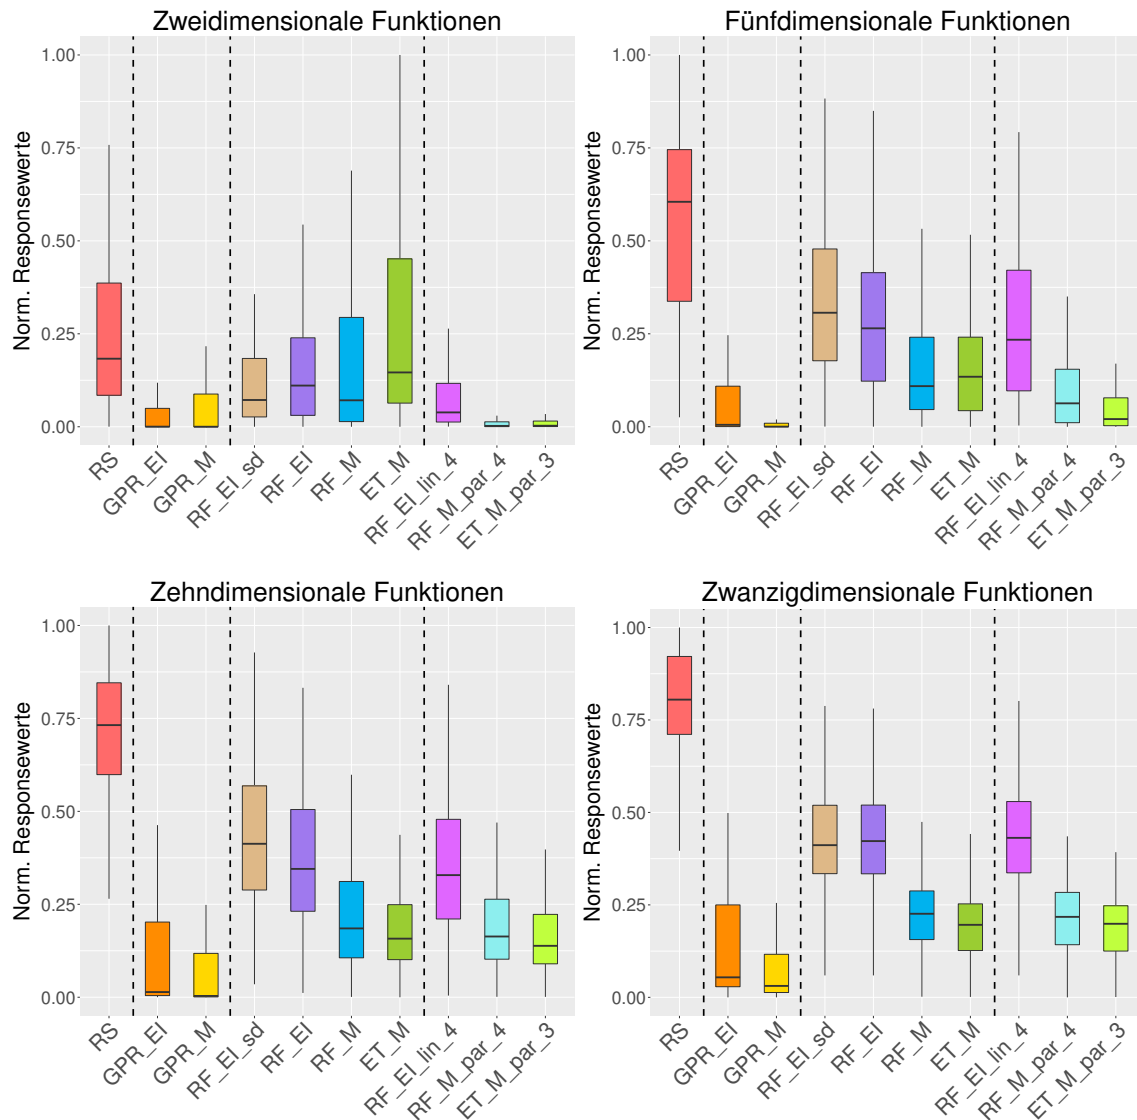 Zweidimensionale Funktionen
Norm. Responsewerte
1.00
0.75
0.50
0.25
0.00
RS
GPR_EI
GPR_M
RF_EI_sd
RF_EI
RF_M
ET_M
RF_EI_lin_4
RF_M_par_4
ET_M_par_3
Fünfdimensionale Funktionen
Norm. Responsewerte
1.00
0.75
0.50
0.25
0.00
RS
GPR_EI
GPR_M
RF_EI_sd
RF_EI
RF_M
ET_M
RF_EI_lin_4
RF_M_par_4
ET_M_par_3
Zehndimensionale Funktionen
Norm. Responsewerte
1.00
0.75
0.50
0.25
0.00
RS
GPR_EI
GPR_M
RF_EI_sd
RF_EI
RF_M
ET_M
RF_EI_lin_4
RF_M_par_4
ET_M_par_3
Zwanzigdimensionale Funktionen
Norm. Responsewerte
1.00
0.75
0.50
0.25
0.00
RS
GPR_EI
GPR_M
RF_EI_sd
RF_EI
RF_M
ET_M
RF_EI_lin_4
RF_M_par_4
ET_M_par_3